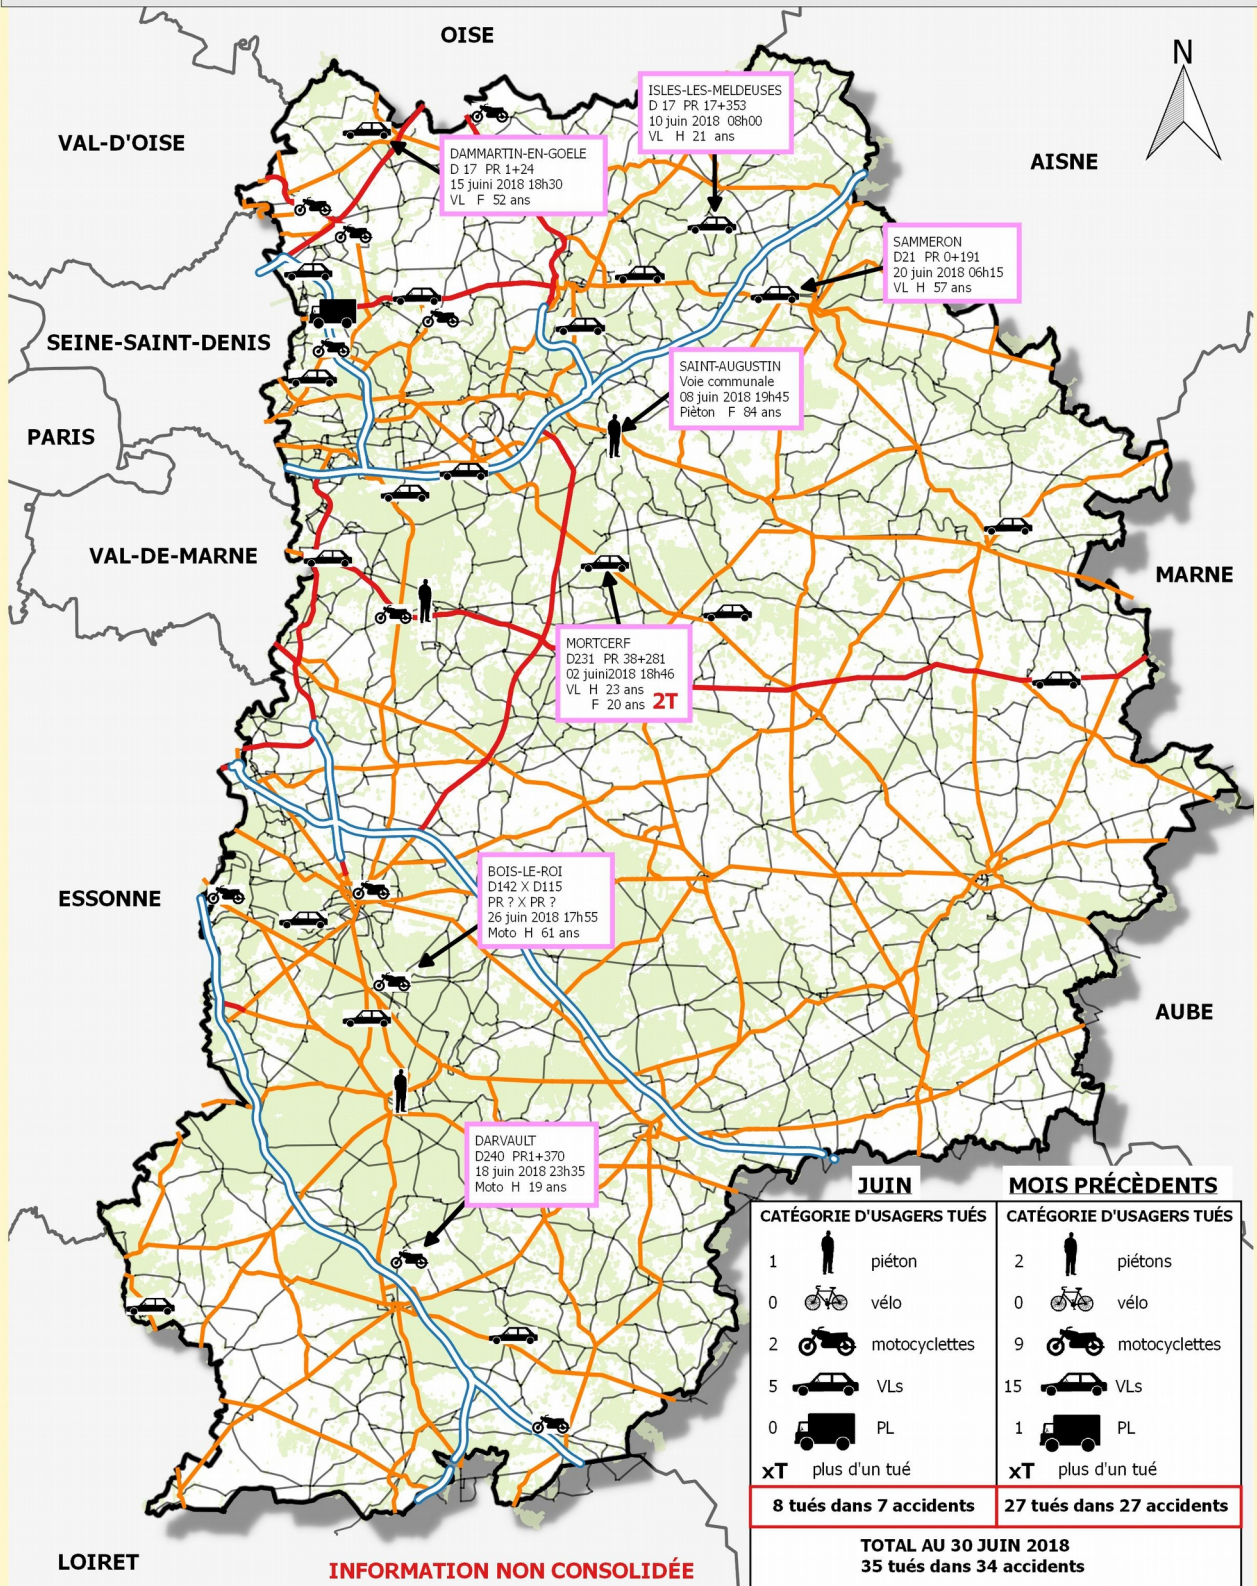 OISE
N
ISLES-LES-MELDEUSES
D 17 PR 17+353
10 juin 2018 08h00
VL H 21 ans
VAL-D'OISE
AISNE
DAMMARTIN-EN-GOELE
D 17 PR 1+24
15 juini 2018 18h30
VL F 52 ans
SAMMERON
D21 PR 0+191
20 juin 2018 06h15
VL H 57 ans
SEINE-SAINT-DENIS
SAINT-AUGUSTIN
Voie communale
08 juin 2018 19h45
Pièton F 84 ans
PARIS
VAL-DE-MARNE
MARNE
MORTCERF
D231 PR 38+281
02 juini2018 18h46
VL H 23 ans
F 20 ans 2T
BOIS-LE-ROI
D142 X D115
PR ? X PR ?
26 juin 2018 17h55
Moto H 61 ans
ESSONNE
AUBE
DARVAULT
D240 PR1+370
18 juin 2018 23h35
Moto H 19 ans
JUIN
CATÉGORIE D'USAGERS TUÉS
1 piéton
0 vélo
2 motocyclettes
5 VLs
0 PL
xT plus d'un tué
8 tués dans 7 accidents
MOIS PRÉCÈDENTS
CATÉGORIE D'USAGERS TUÉS
2 piétons
0 vélo
9 motocyclettes
15 VLs
1 PL
xT plus d'un tué
27 tués dans 27 accidents
TOTAL AU 30 JUIN 2018
35 tués dans 34 accidents
LOIRET
INFORMATION NON CONSOLIDÉE